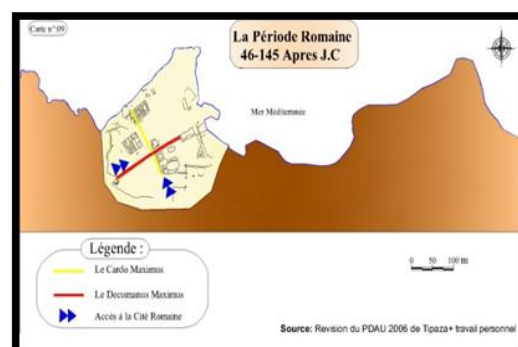 Carte n°:09
La Période Romaine
46-145 Apres J.C
Mer Méditerranée
Légende :
Le Cardo Maximus
Le Decumanus Maximus
Accés à la Cité Romaine
0 50 100 m
Source: Revision du PDAU 2006 de Tipaza+ travail personnel